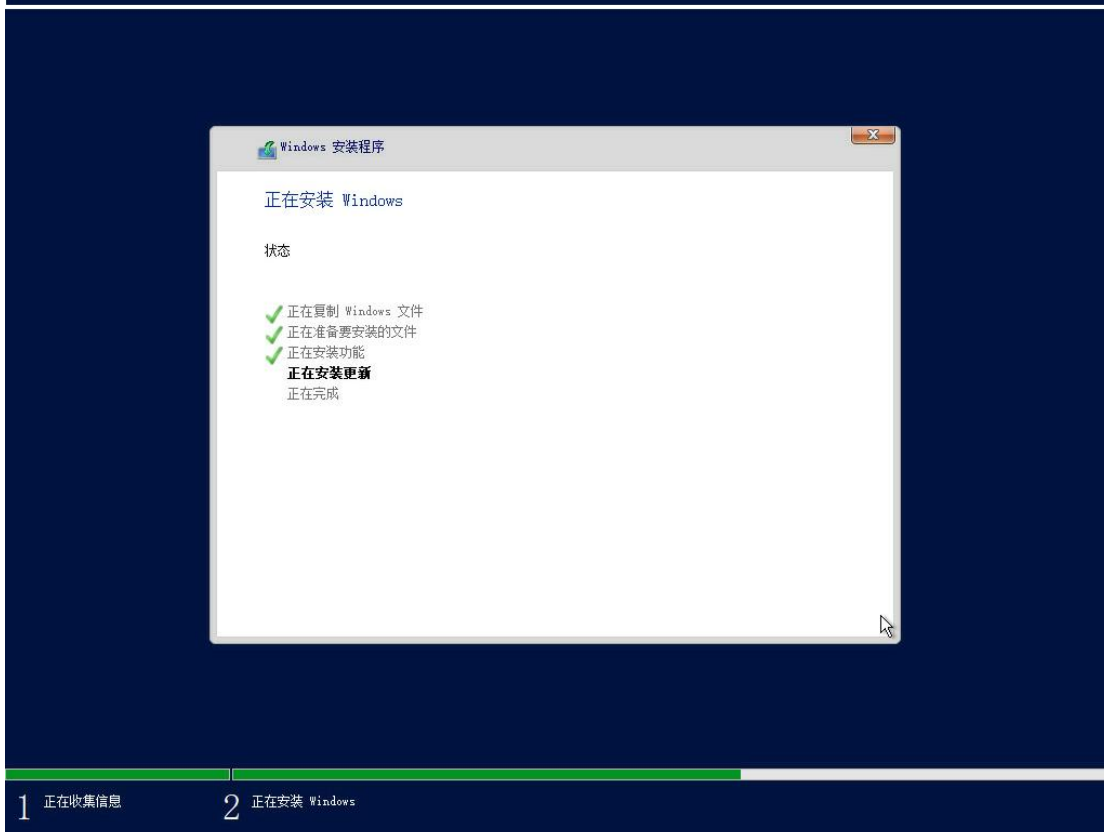 Windows 安装程序
正在安装 Windows
状态
正在复制 Windows 文件
正在准备要安装的文件
正在安装功能
正在安装更新
正在完成
1 正在收集信息
2 正在安装 Windows